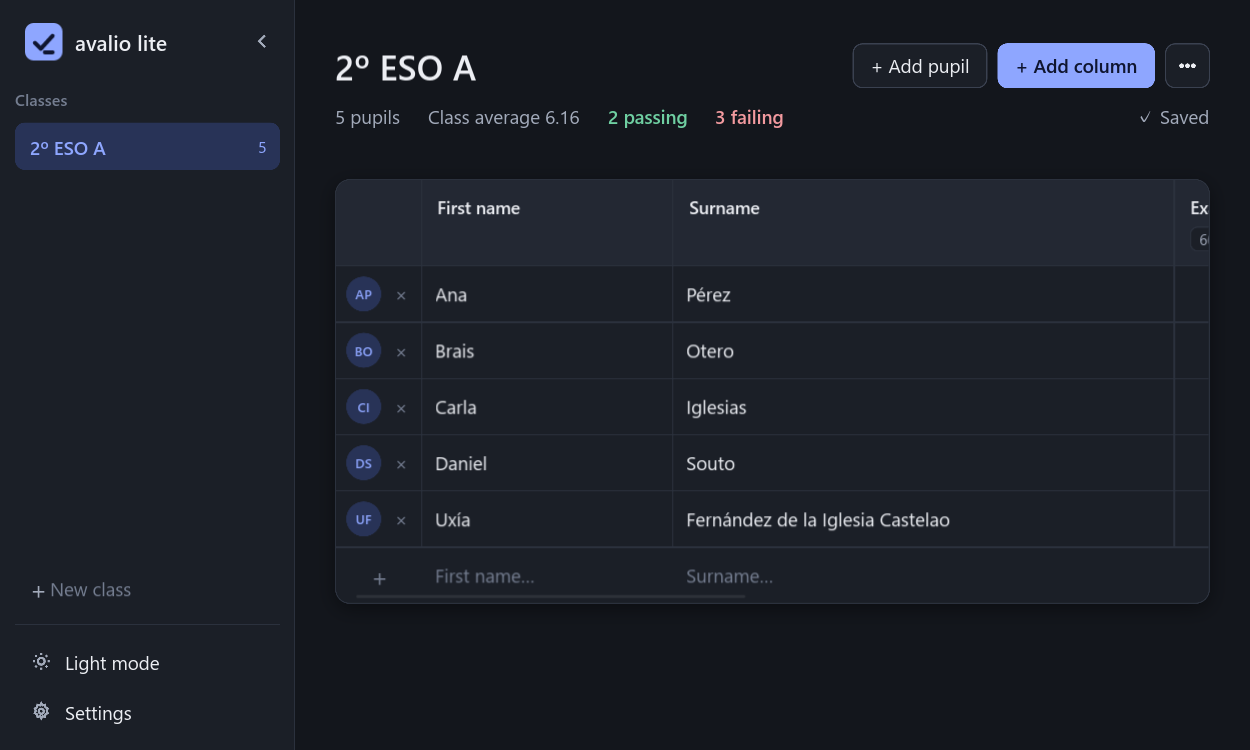 avalio lite
Classes
2º ESO A 5
+ New class
Light mode
Settings
2º ESO A
+ Add pupil
+ Add column
•••
5 pupils Class average 6.16 2 passing 3 failing
✓ Saved
First name Surname
AP × Ana Pérez
BO × Brais Otero
CI × Carla Iglesias
DS × Daniel Souto
UF × Uxía Fernández de la Iglesia Castelao
+ First name... Surname...